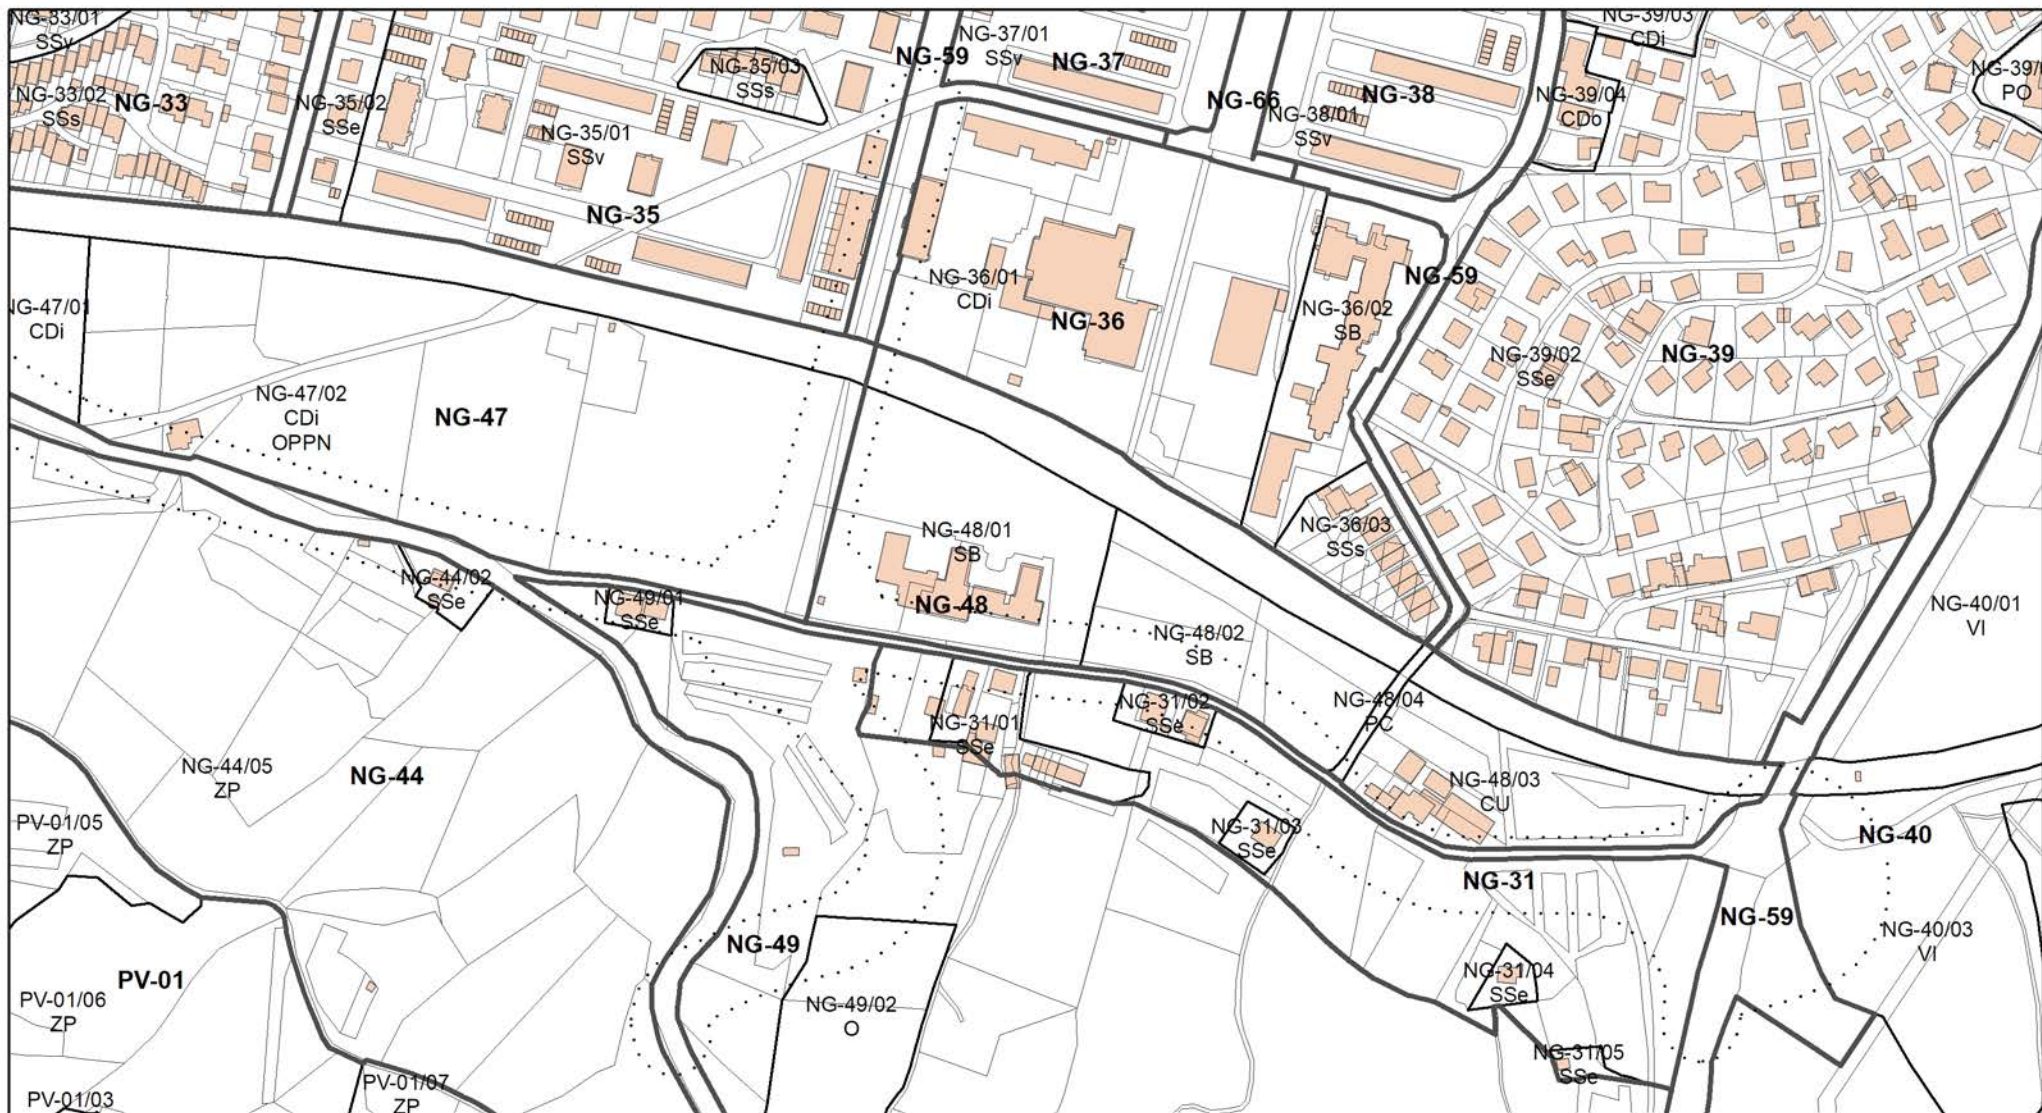 NG-33/01
SSv
NG-37/01
SSv
NG-39/03
CDi
NG-59
NG-37
NG-35/03
SSs
NG-33/02
SSs
NG-33
NG-35/02
SSe
NG-66
NG-38
NG-39/04
CDo
PO
NG-38/01
SSv
NG-35/01
SSv
NG-35
NG-36/01
CDi
NG-59
NG-47/01
CDi
NG-36
NG-36/02
SB
NG-39/02
SSe
NG-39
NG-47/02
CDi
OPPN
NG-47
NG-48/01
SB
NG-36/03
SSs
NG-44/02
SSe
NG-49/01
SSe
NG-48
NG-40/01
VI
NG-48/02
SB
NG-31/01
SSe
NG-31/02
SSe
NG-48/04
PC
NG-44/05
ZP
NG-44
NG-48/03
CU
PV-01/05
ZP
NG-31/03
SSe
NG-40
NG-31
NG-59
NG-49
NG-40/03
VI
PV-01
PV-01/06
ZP
NG-49/02
O
NG-31/04
SSe
NG-31/05
SSe
PV-01/07
ZP
PV-01/03